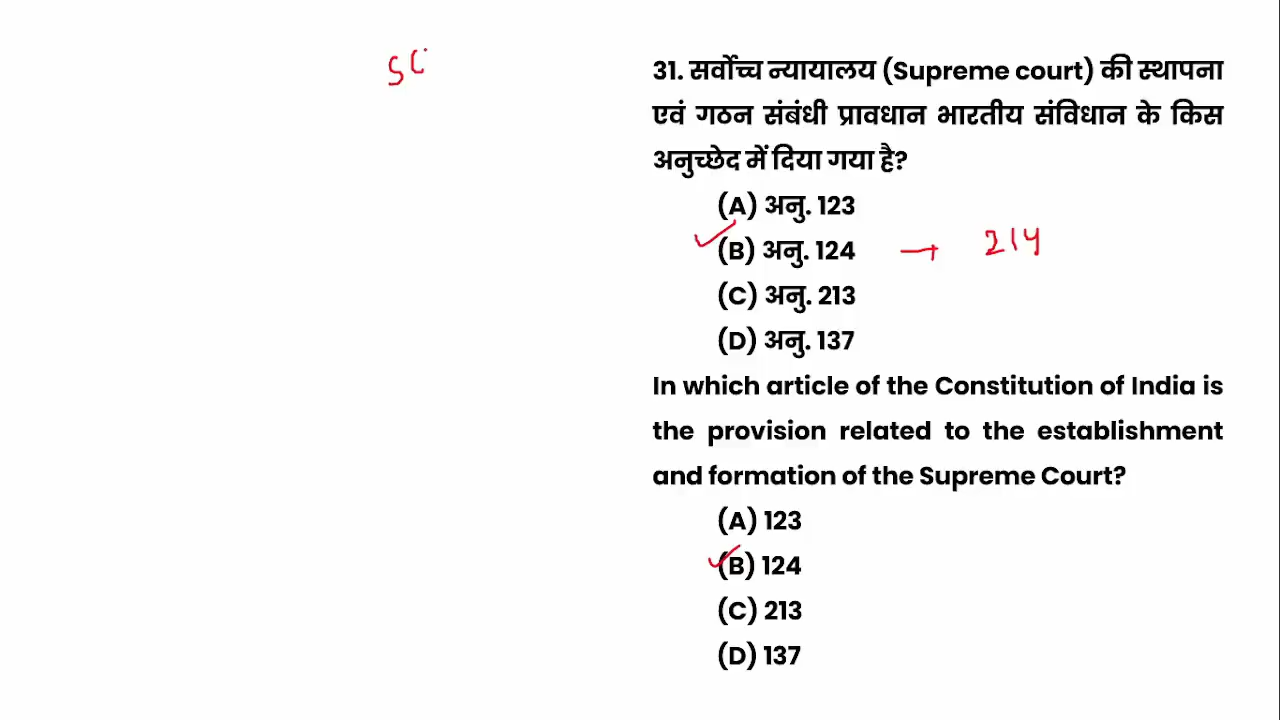 SC
31. सर्वोच्च न्यायालय (Supreme court) की स्थापना
एवं गठन संबंधी प्रावधान भारतीय संविधान के किस
अनुच्छेद में दिया गया है?
(A) अनु. 123
(B) अनु. 124 → 214
(C) अनु. 213
(D) अनु. 137
In which article of the Constitution of India is
the provision related to the establishment
and formation of the Supreme Court?
(A) 123
(B) 124
(C) 213
(D) 137